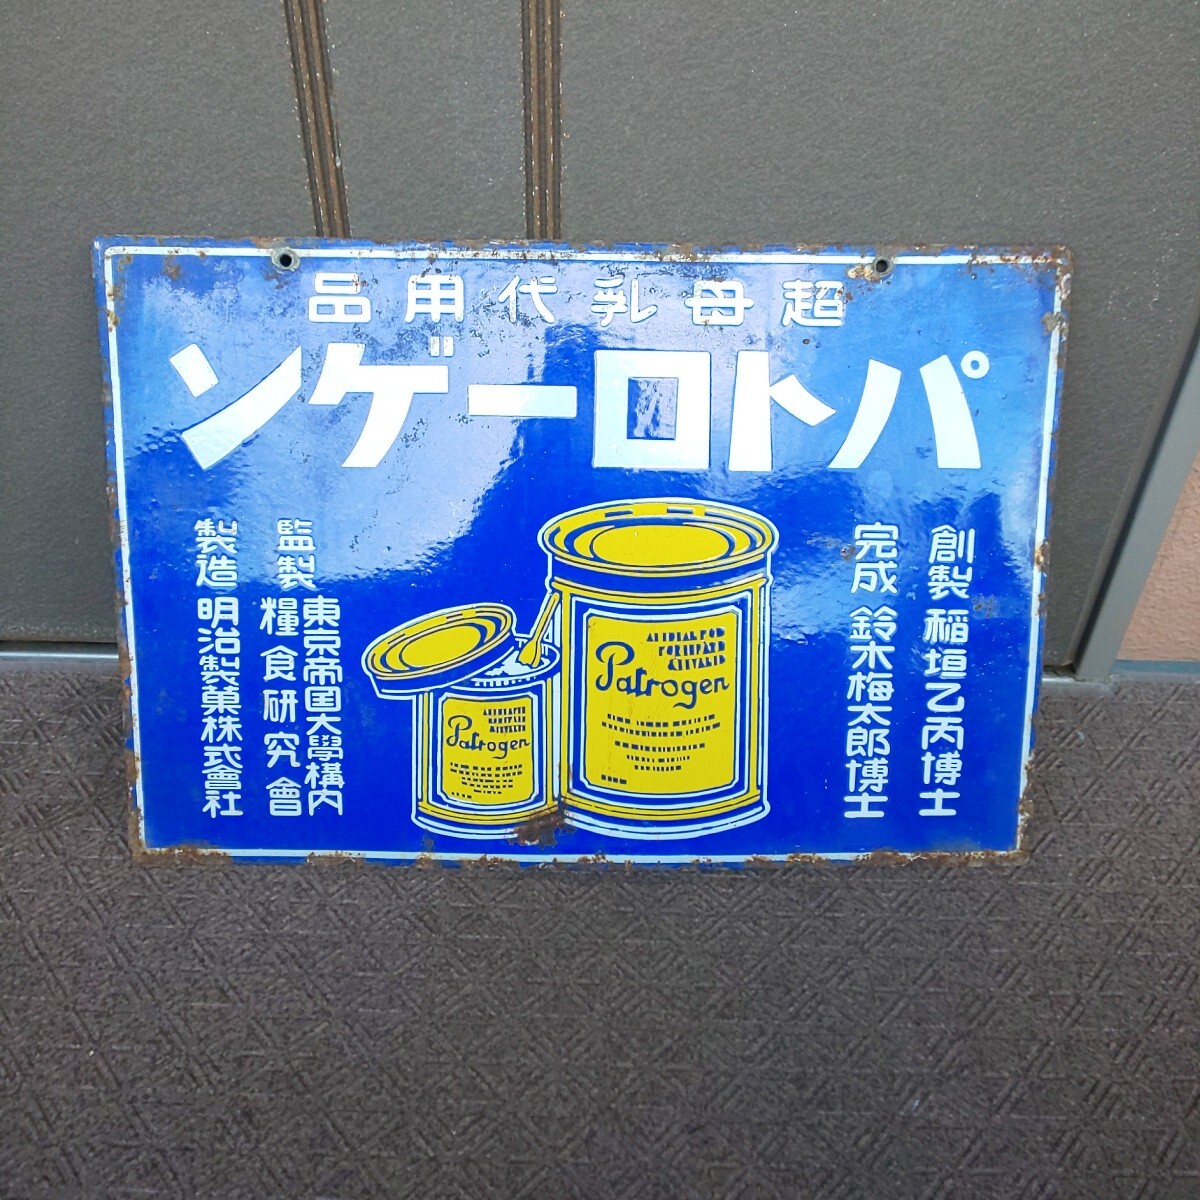 超母乳代用品
パトローゲン
創製 稲垣乙丙博士
完成 鈴木梅太郎博士
Patrogen
Patrogen
監製 東京帝国大學構内
糧食研究會
製造 明治製菓株式會社